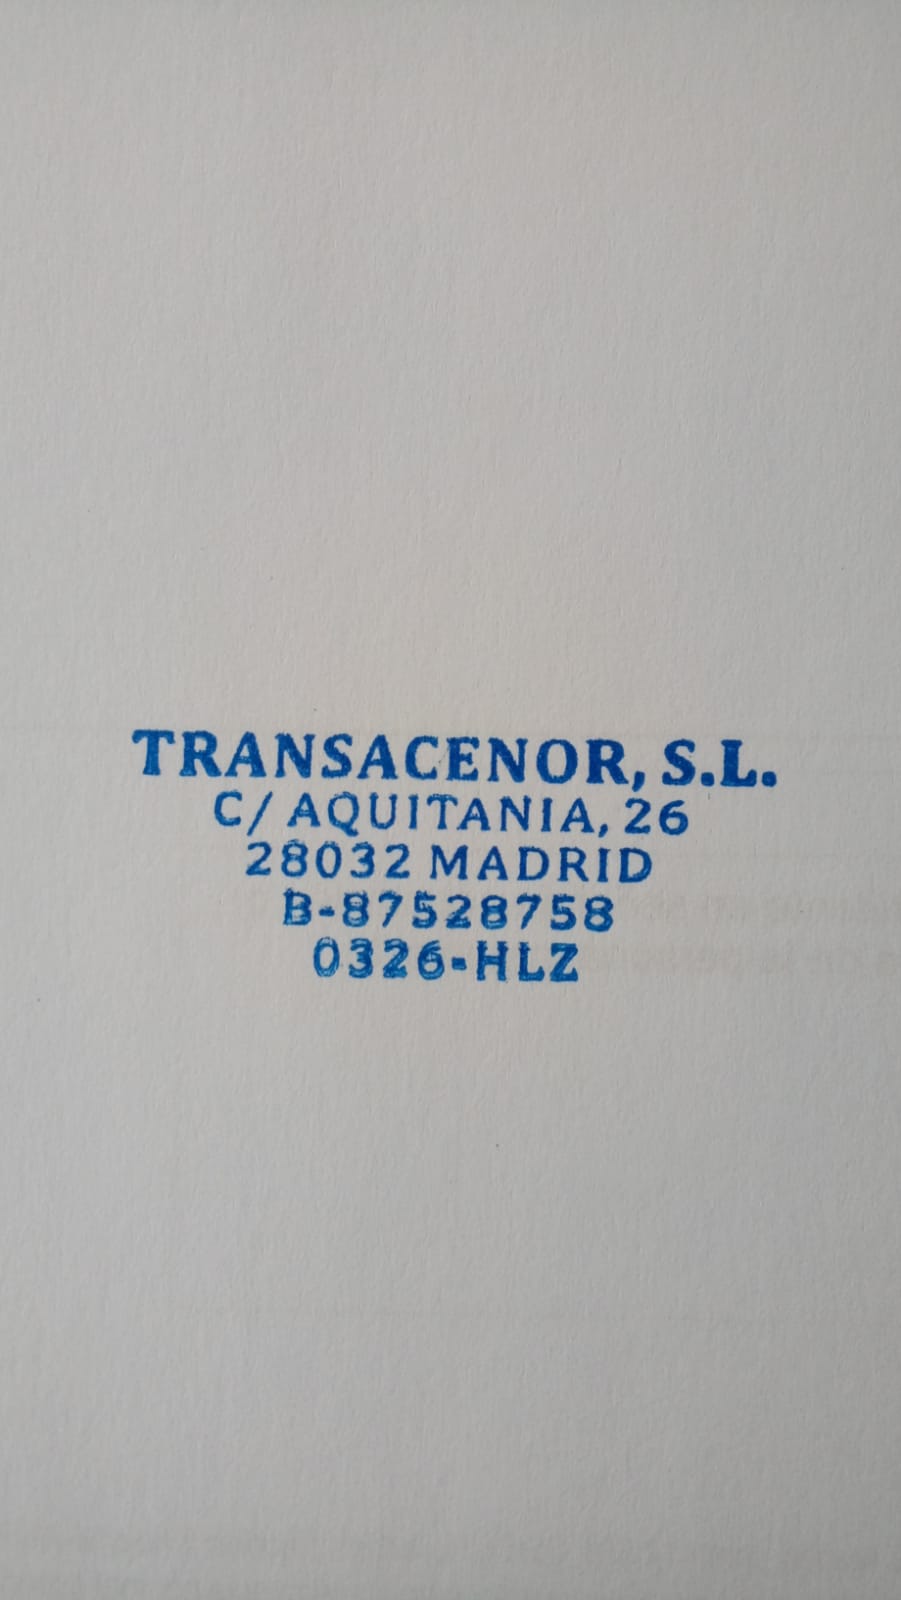 TRANSACENOR, S.L.
C/ AQUITANIA, 26
28032 MADRID
B-87528758
0326-HLZ